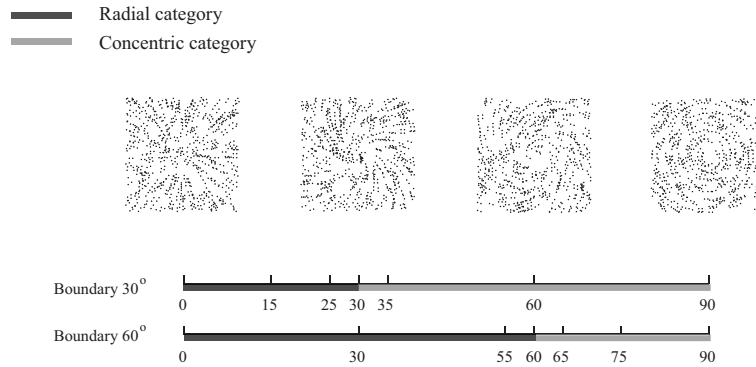 Radial category
Concentric category
Boundary 30°
0 15 25 30 35 60 90
Boundary 60°
0 30 55 60 65 75 90